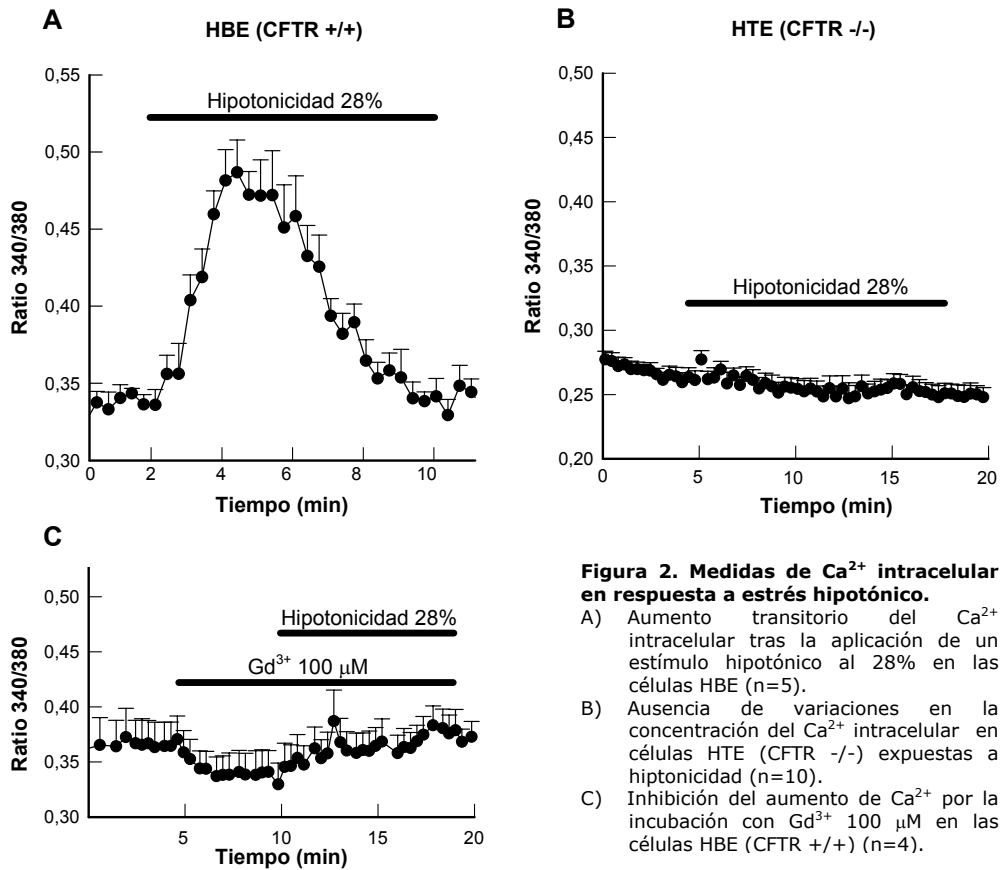 A
HBE (CFTR +/+)
0,55
0,50
0,45
0,40
0,35
0,30
Ratio 340/380
Hipotonicidad 28%
0
2
4
6
8
10
Tiempo (min)
B
HTE (CFTR -/-)
0,50
0,45
0,40
0,35
0,30
0,25
0,20
Ratio 340/380
Hipotonicidad 28%
0
5
10
15
20
Tiempo (min)
C
0,50
0,45
0,40
0,35
0,30
Ratio 340/380
Hipotonicidad 28%
Gd³⁺ 100 μM
5
10
15
20
Tiempo (min)
Figura 2. Medidas de Ca²⁺ intracelular
en respuesta a estrés hipotónico.
A) Aumento transitorio del Ca²⁺
intracelular tras la aplicación de un
estímulo hipotónico al 28% en las
células HBE (n=5).
B) Ausencia de variaciones en la
concentración del Ca²⁺ intracelular en
células HTE (CFTR -/-) expuestas a
hiptonicidad (n=10).
C) Inhibición del aumento de Ca²⁺ por la
incubación con Gd³⁺ 100 μM en las
células HBE (CFTR +/+) (n=4).